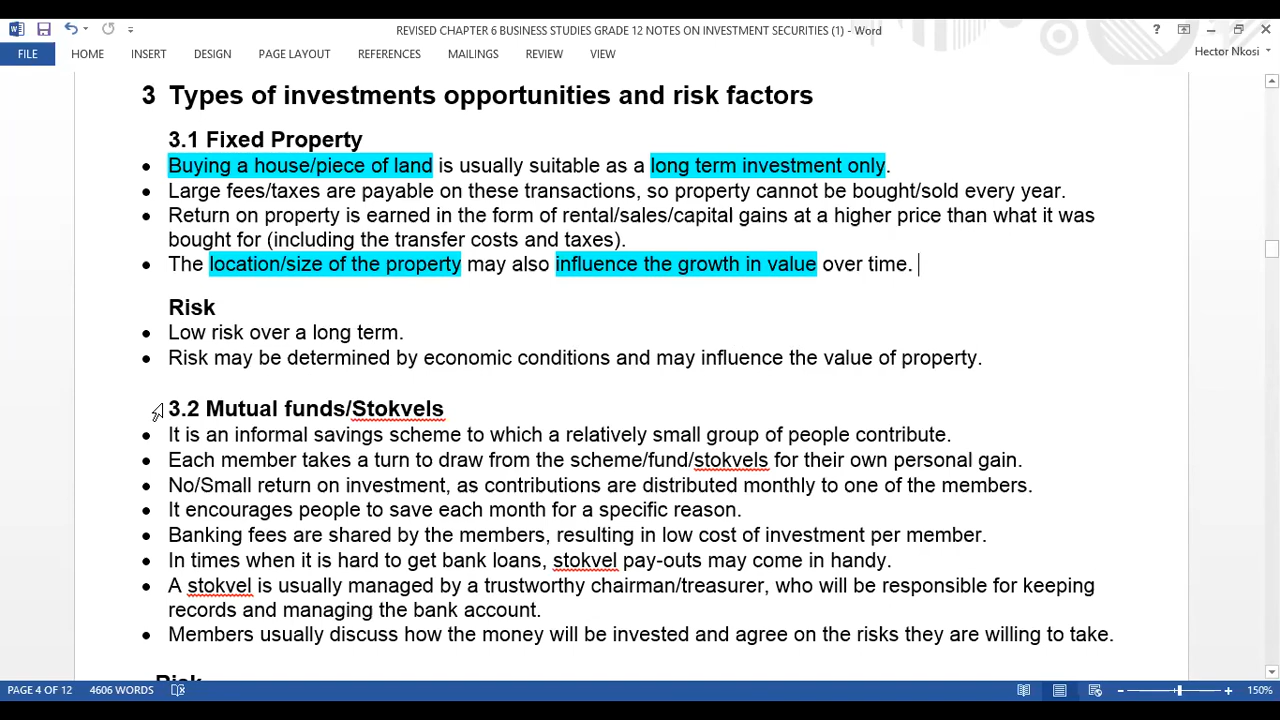 REVISED CHAPTER 6 BUSINESS STUDIES GRADE 12 NOTES ON INVESTMENT SECURITIES (1) - Word
FILE HOME INSERT DESIGN PAGE LAYOUT REFERENCES MAILINGS REVIEW VIEW Hector Nkosi
3 Types of investments opportunities and risk factors
3.1 Fixed Property
• Buying a house/piece of land is usually suitable as a long term investment only.
• Large fees/taxes are payable on these transactions, so property cannot be bought/sold every year.
• Return on property is earned in the form of rental/sales/capital gains at a higher price than what it was
bought for (including the transfer costs and taxes).
• The location/size of the property may also influence the growth in value over time.
Risk
• Low risk over a long term.
• Risk may be determined by economic conditions and may influence the value of property.
3.2 Mutual funds/Stokvels
• It is an informal savings scheme to which a relatively small group of people contribute.
• Each member takes a turn to draw from the scheme/fund/stokvels for their own personal gain.
• No/Small return on investment, as contributions are distributed monthly to one of the members.
• It encourages people to save each month for a specific reason.
• Banking fees are shared by the members, resulting in low cost of investment per member.
• In times when it is hard to get bank loans, stokvel pay-outs may come in handy.
• A stokvel is usually managed by a trustworthy chairman/treasurer, who will be responsible for keeping
records and managing the bank account.
• Members usually discuss how the money will be invested and agree on the risks they are willing to take.
Risk
PAGE 4 OF 12 4606 WORDS 150%